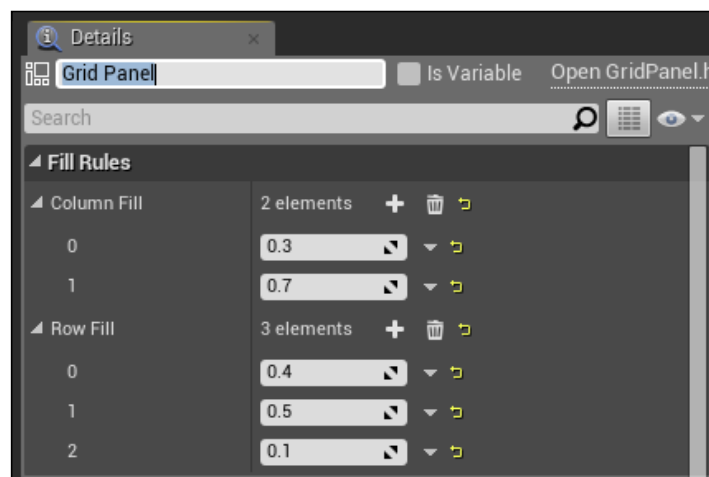 Details
Grid Panel Is Variable Open GridPanel.h
Search
Fill Rules
Column Fill 2 elements
0 0.3
1 0.7
Row Fill 3 elements
0 0.4
1 0.5
2 0.1